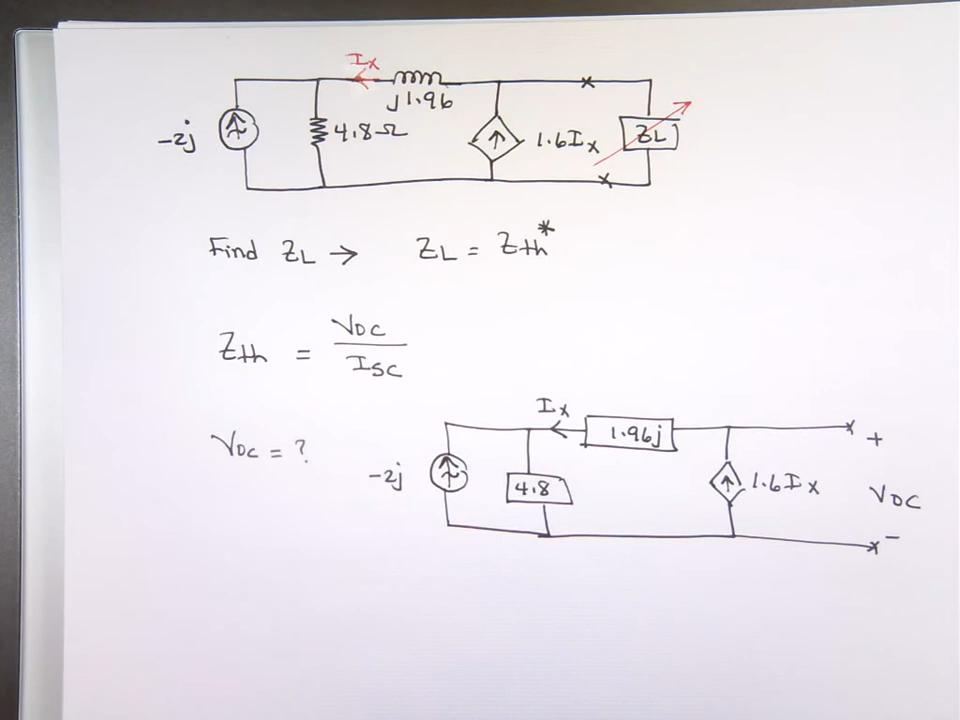 Ix
j1.96
-2j
4.8Ω
1.6Ix
ZL
Find ZL → ZL = Zth*
Zth = Voc / Isc
Voc = ?
Ix
1.96j
-2j
4.8
1.6Ix
+
Voc
-